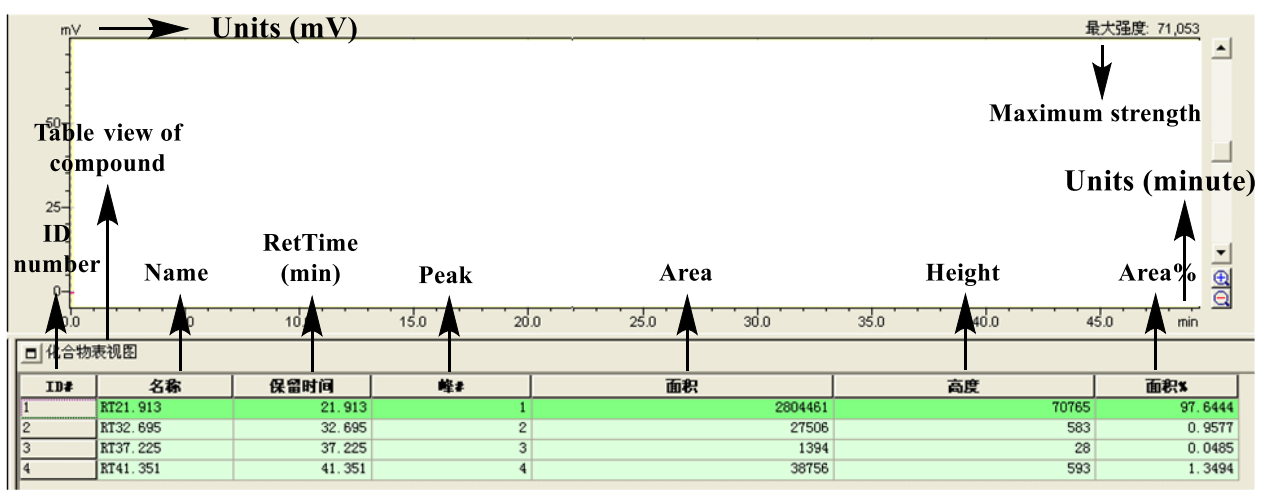 mV Units (mV) 最大强度: 71,053
Maximum strength
50
Table view of
compound
Units (minute)
25
ID
number
RetTime
(min)
Name Peak Area Height Area%
0
0.0 10.0 15.0 20.0 25.0 30.0 35.0 40.0 45.0 min
化合物表视图
ID# 名称 保留时间 峰# 面积 高度 面积%
1 RT21.913 21.913 1 2804461 70765 97.6444
2 RT32.695 32.695 2 27506 583 0.9577
3 RT37.225 37.225 3 1394 28 0.0485
4 RT41.351 41.351 4 38756 593 1.3494